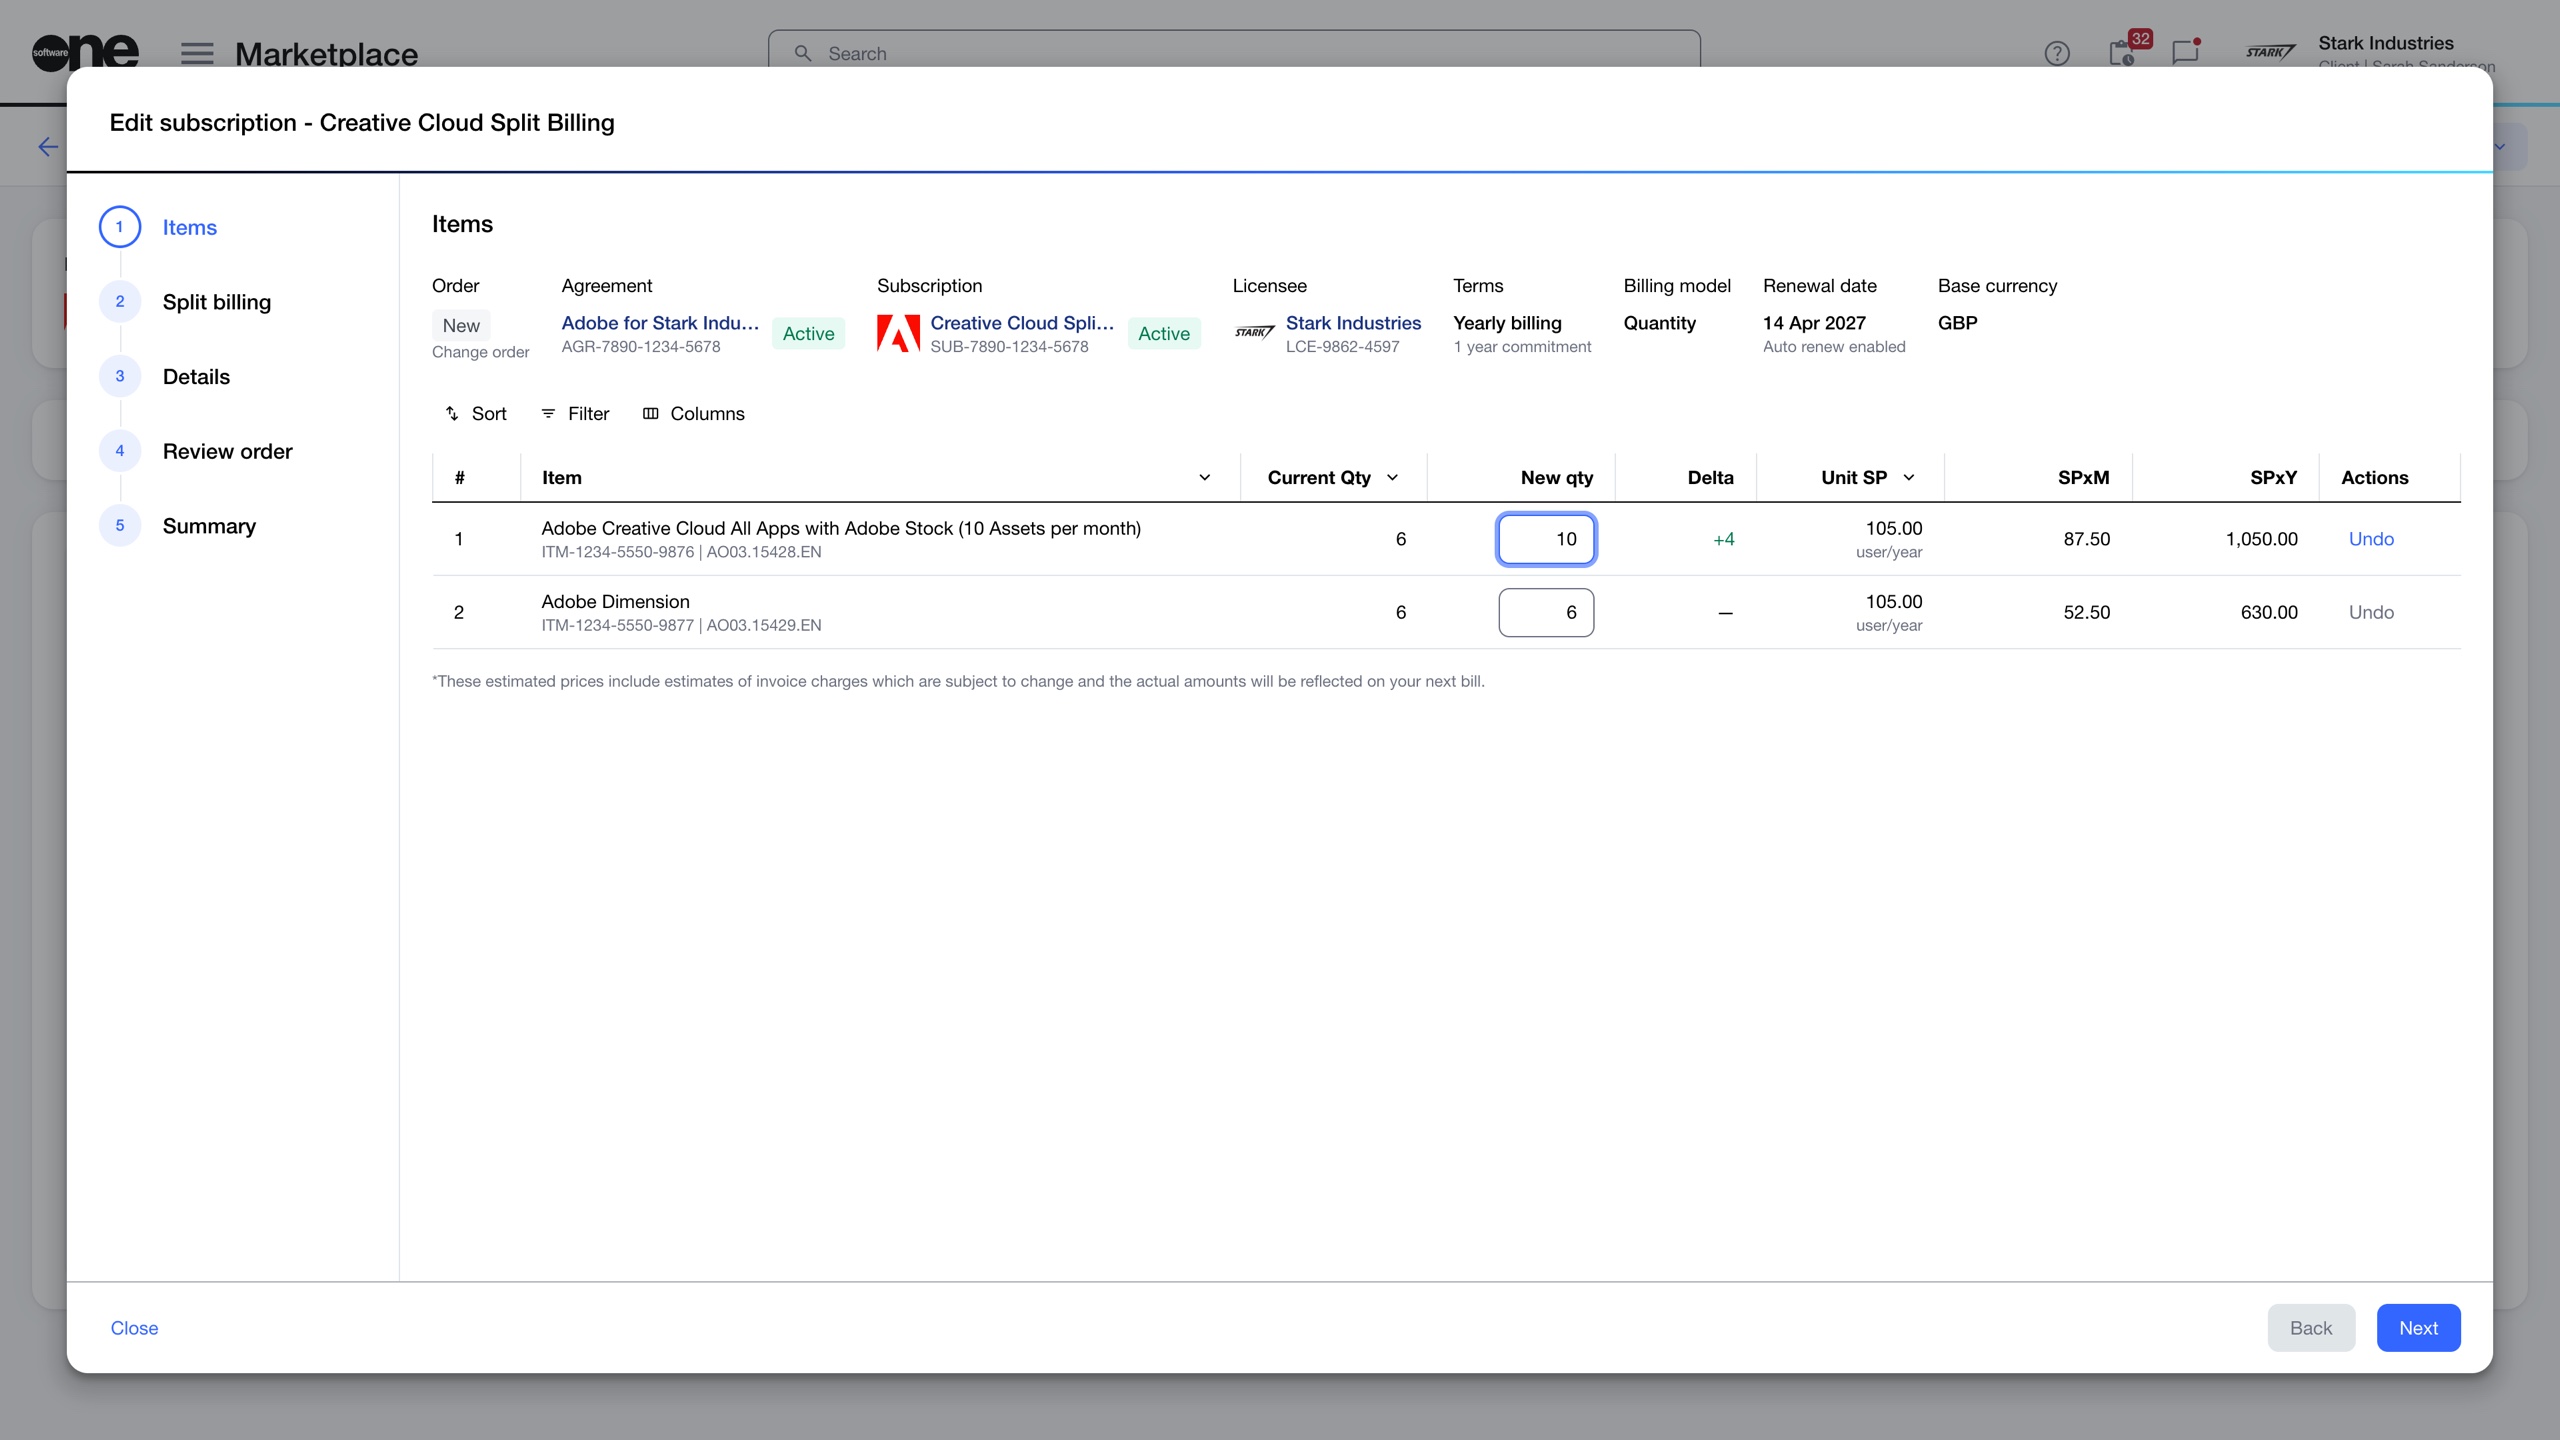 software one
Marketplace
Search
32
STARK
Stark Industries
Client | Sarah Sanderson
Edit subscription - Creative Cloud Split Billing
1 Items
2 Split billing
3 Details
4 Review order
5 Summary
Items
Order
New
Change order
Agreement
Adobe for Stark Indu...
AGR-7890-1234-5678
Active
Subscription
Creative Cloud Spli...
SUB-7890-1234-5678
Active
Licensee
STARK
Stark Industries
LCE-9862-4597
Terms
Yearly billing
1 year commitment
Billing model
Quantity
Renewal date
14 Apr 2027
Auto renew enabled
Base currency
GBP
Sort Filter Columns
# Item Current Qty New qty Delta Unit SP SPxM SPxY Actions
1 Adobe Creative Cloud All Apps with Adobe Stock (10 Assets per month) 6 10 +4 105.00 87.50 1,050.00 Undo
ITM-1234-5550-9876 | AO03.15428.EN user/year
2 Adobe Dimension 6 6 — 105.00 52.50 630.00 Undo
ITM-1234-5550-9877 | AO03.15429.EN user/year
*These estimated prices include estimates of invoice charges which are subject to change and the actual amounts will be reflected on your next bill.
Close Back Next